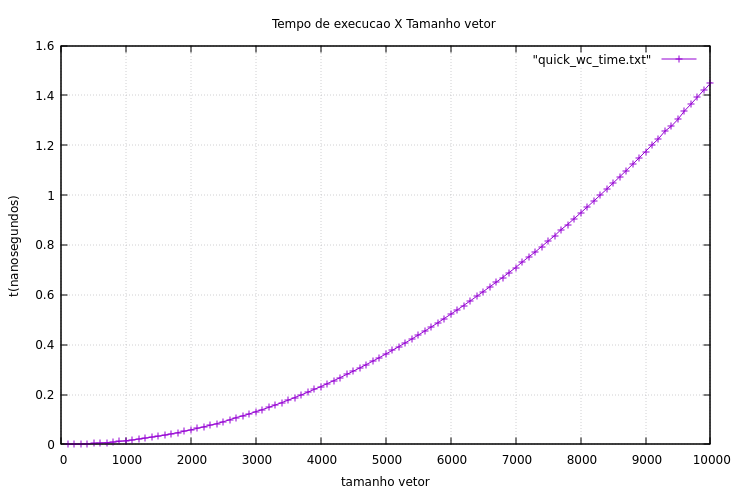 Tempo de execucao X Tamanho vetor
"quick_wc_time.txt"
1.6
1.4
1.2
1
0.8
0.6
0.4
0.2
0
t(nanosegundos)
0 1000 2000 3000 4000 5000 6000 7000 8000 9000 10000
tamanho vetor